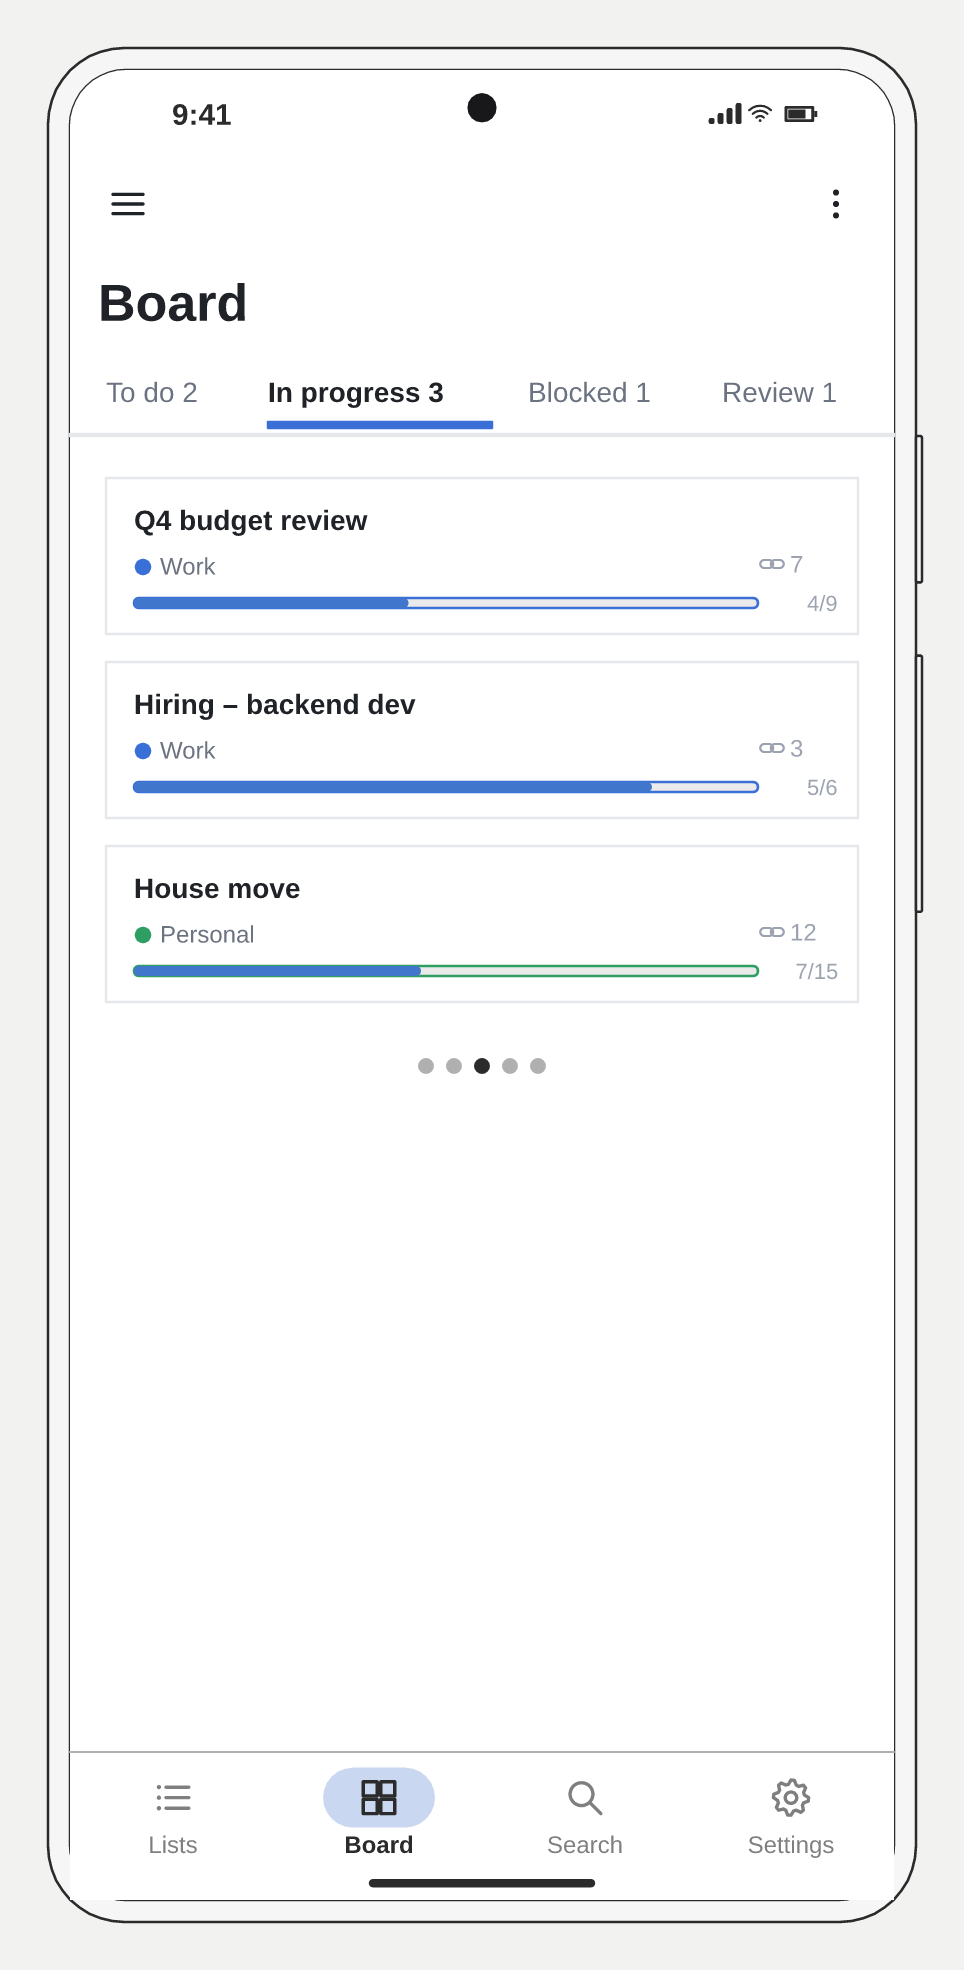 9:41
Board
To do 2 In progress 3 Blocked 1 Review 1
Q4 budget review
Work 7
4/9
Hiring – backend dev
Work 3
5/6
House move
Personal 12
7/15
Lists Board Search Settings